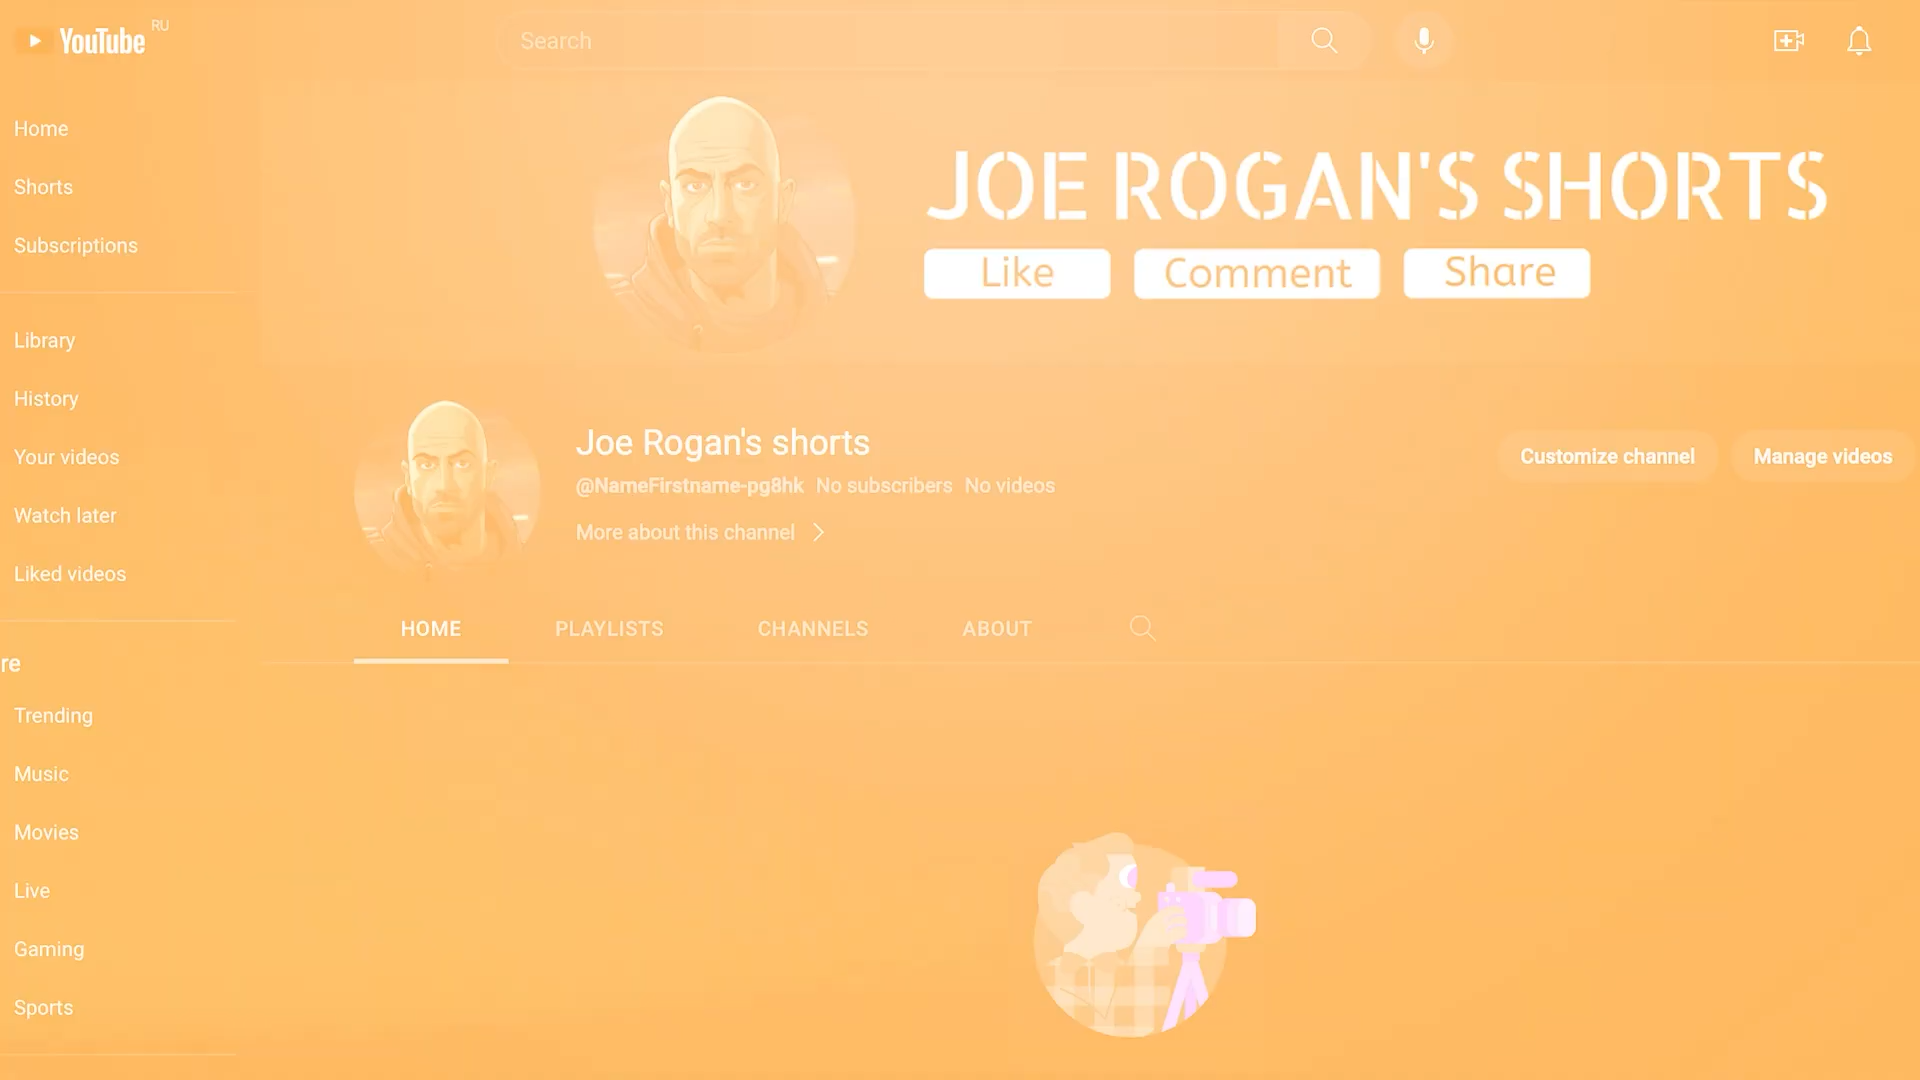 YouTube RU
Search
Home
Shorts
Subscriptions
Library
History
Your videos
Watch later
Liked videos
re
Trending
Music
Movies
Live
Gaming
Sports
JOE ROGAN'S SHORTS
Like Comment Share
Joe Rogan's shorts
@NameFirstname-pg8hk No subscribers No videos
More about this channel
Customize channel Manage videos
HOME PLAYLISTS CHANNELS ABOUT